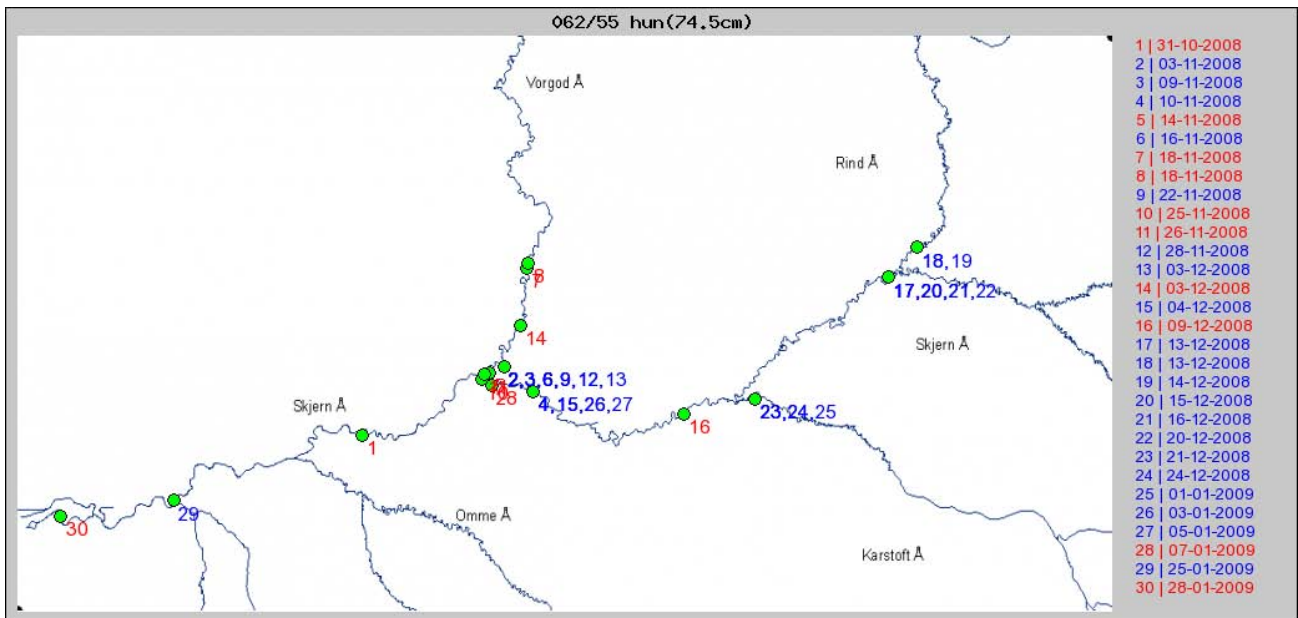 062/55 hun(74.5cm)
Vorgod Å
Rind Å
18,19
17,20,21,22
8
7
14
Skjern Å
2,3,6,9,12,13
28
4,15,26,27
Skjern Å
16
23,24,25
1
29
30
Omme Å
Karstoft Å
1 | 31-10-2008
2 | 03-11-2008
3 | 09-11-2008
4 | 10-11-2008
5 | 14-11-2008
6 | 16-11-2008
7 | 18-11-2008
8 | 18-11-2008
9 | 22-11-2008
10 | 25-11-2008
11 | 26-11-2008
12 | 28-11-2008
13 | 03-12-2008
14 | 03-12-2008
15 | 04-12-2008
16 | 09-12-2008
17 | 13-12-2008
18 | 13-12-2008
19 | 14-12-2008
20 | 15-12-2008
21 | 16-12-2008
22 | 20-12-2008
23 | 21-12-2008
24 | 24-12-2008
25 | 01-01-2009
26 | 03-01-2009
27 | 05-01-2009
28 | 07-01-2009
29 | 25-01-2009
30 | 28-01-2009